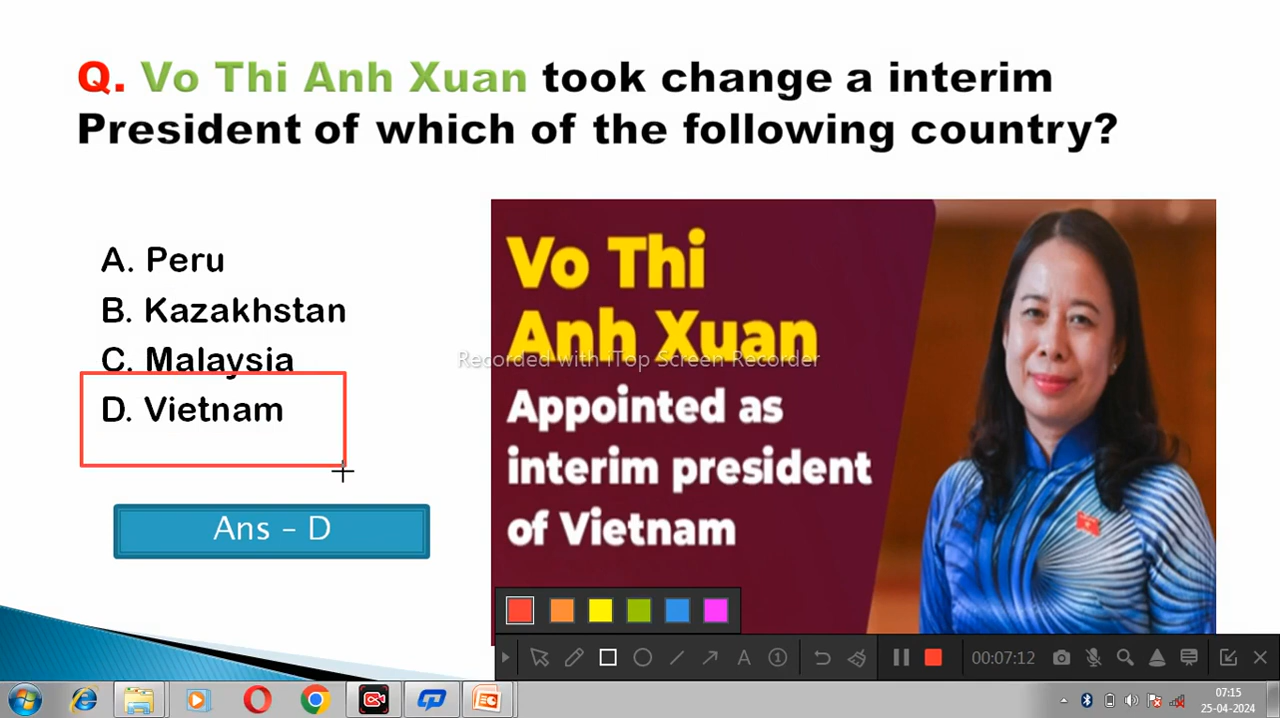 Q. Vo Thi Anh Xuan took change a interim
President of which of the following country?
A. Peru
B. Kazakhstan
C. Malaysia
D. Vietnam
Ans – D
Vo Thi
Anh Xuan
Recorded with iTop Screen Recorder
Appointed as
interim president
of Vietnam
A
1
00:07:12
07:15
25-04-2024